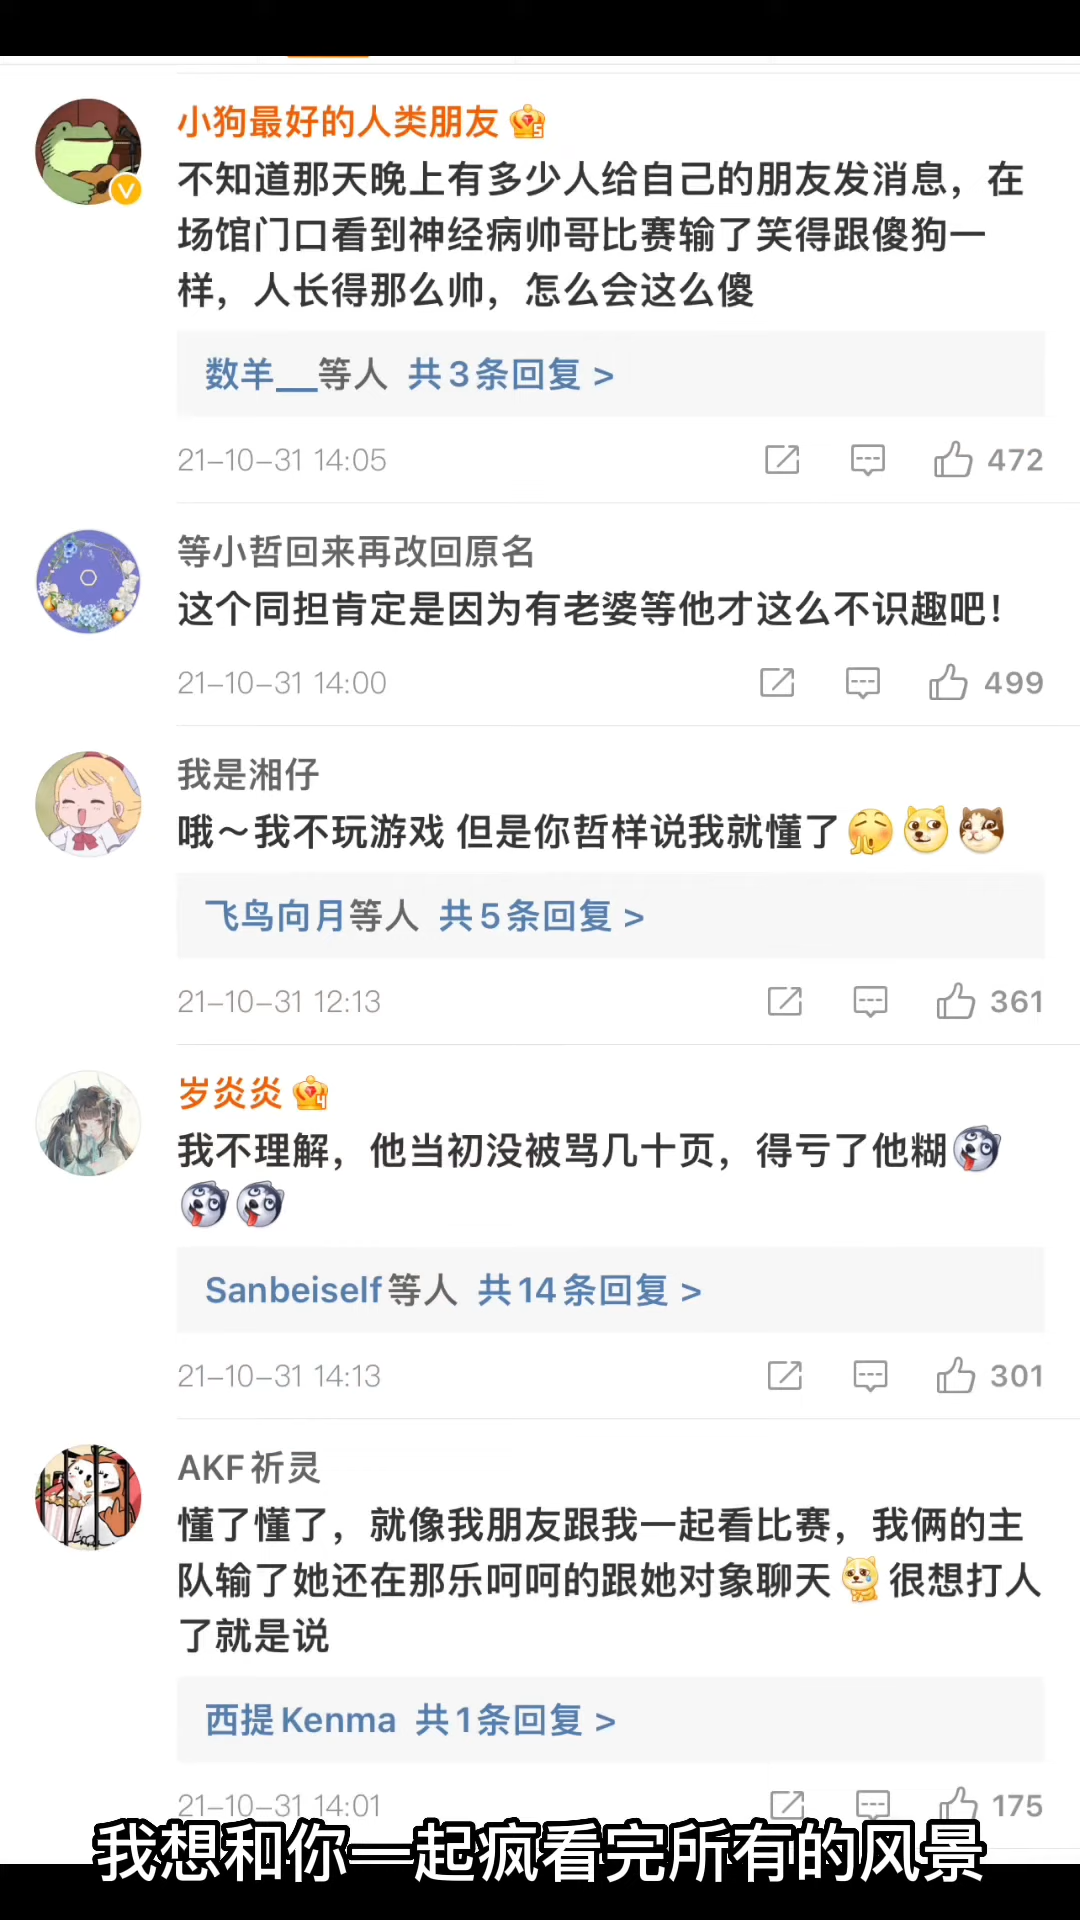 小狗最好的人类朋友
不知道那天晚上有多少人给自己的朋友发消息，在
场馆门口看到神经病帅哥比赛输了笑得跟傻狗一
样，人长得那么帅，怎么会这么傻
数羊__等人 共3条回复 >
21-10-31 14:05
472
等小哲回来再改回原名
这个同担肯定是因为有老婆等他才这么不识趣吧！
21-10-31 14:00
499
我是湘仔
哦～我不玩游戏 但是你哲样说我就懂了
飞鸟向月等人 共5条回复 >
21-10-31 12:13
361
岁炎炎
我不理解，他当初没被骂几十页，得亏了他糊
Sanbeiself等人 共14条回复 >
21-10-31 14:13
301
AKF祈灵
懂了懂了，就像我朋友跟我一起看比赛，我俩的主
队输了她还在那乐呵呵的跟她对象聊天 很想打人
了就是说
西提Kenma 共1条回复 >
21-10-31 14:01
175
我想和你一起疯看完所有的风景